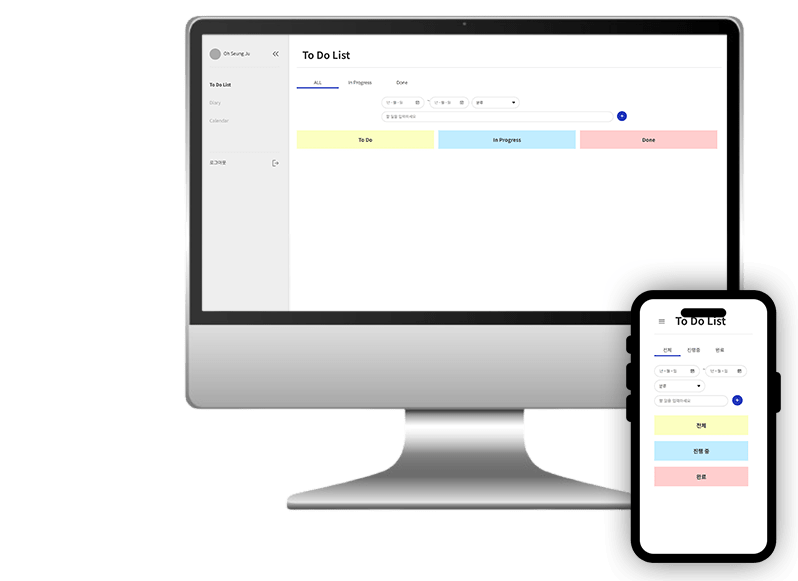 Oh Seung Ju
To Do List
Diary
Calendar
로그아웃
To Do List
ALL In Progress Done
년 - 월 - 일 ~ 년 - 월 - 일 분류
할 일을 입력하세요
To Do In Progress Done
To Do List
전체 진행중 완료
년 - 월 - 일 ~ 년 - 월 - 일
분류
할 일을 입력하세요
전체
진행 중
완료